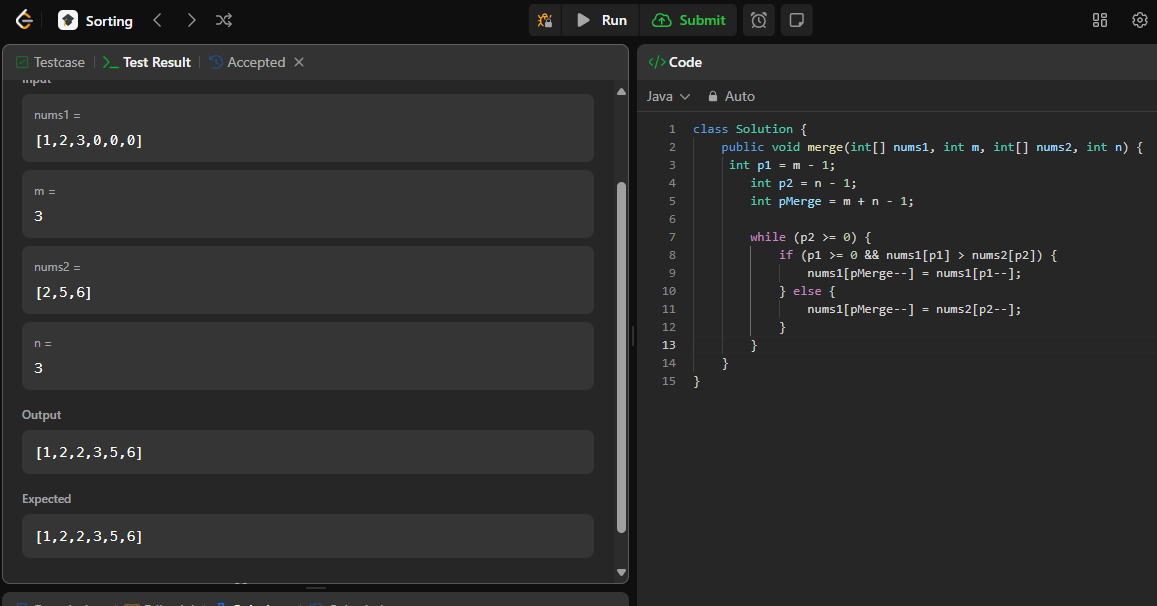 Sorting
Run
Submit
Testcase
Test Result
Accepted
Input
nums1 =
[1,2,3,0,0,0]
m =
3
nums2 =
[2,5,6]
n =
3
Output
[1,2,2,3,5,6]
Expected
[1,2,2,3,5,6]
</> Code
Java
Auto
1 class Solution {
2 public void merge(int[] nums1, int m, int[] nums2, int n) {
3 int p1 = m - 1;
4 int p2 = n - 1;
5 int pMerge = m + n - 1;
6
7 while (p2 >= 0) {
8 if (p1 >= 0 && nums1[p1] > nums2[p2]) {
9 nums1[pMerge--] = nums1[p1--];
10 } else {
11 nums1[pMerge--] = nums2[p2--];
12 }
13 }
14 }
15 }